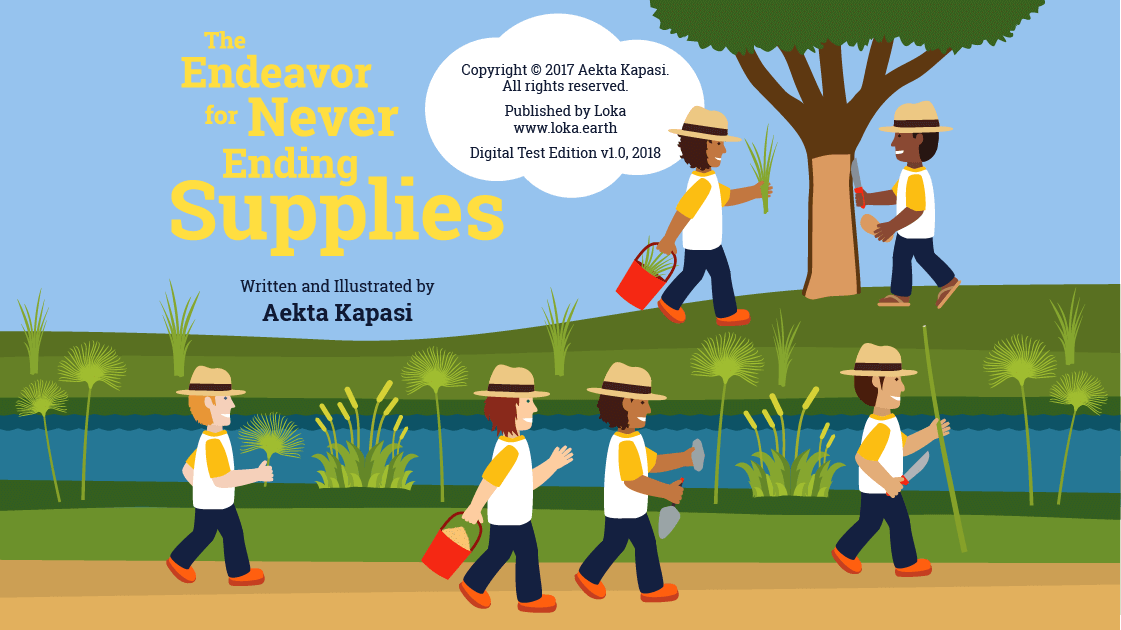 The
Endeavor
for Never
Ending
Supplies
Written and Illustrated by
Aekta Kapasi
Copyright © 2017 Aekta Kapasi.
All rights reserved.
Published by Loka
www.loka.earth
Digital Test Edition v1.0, 2018